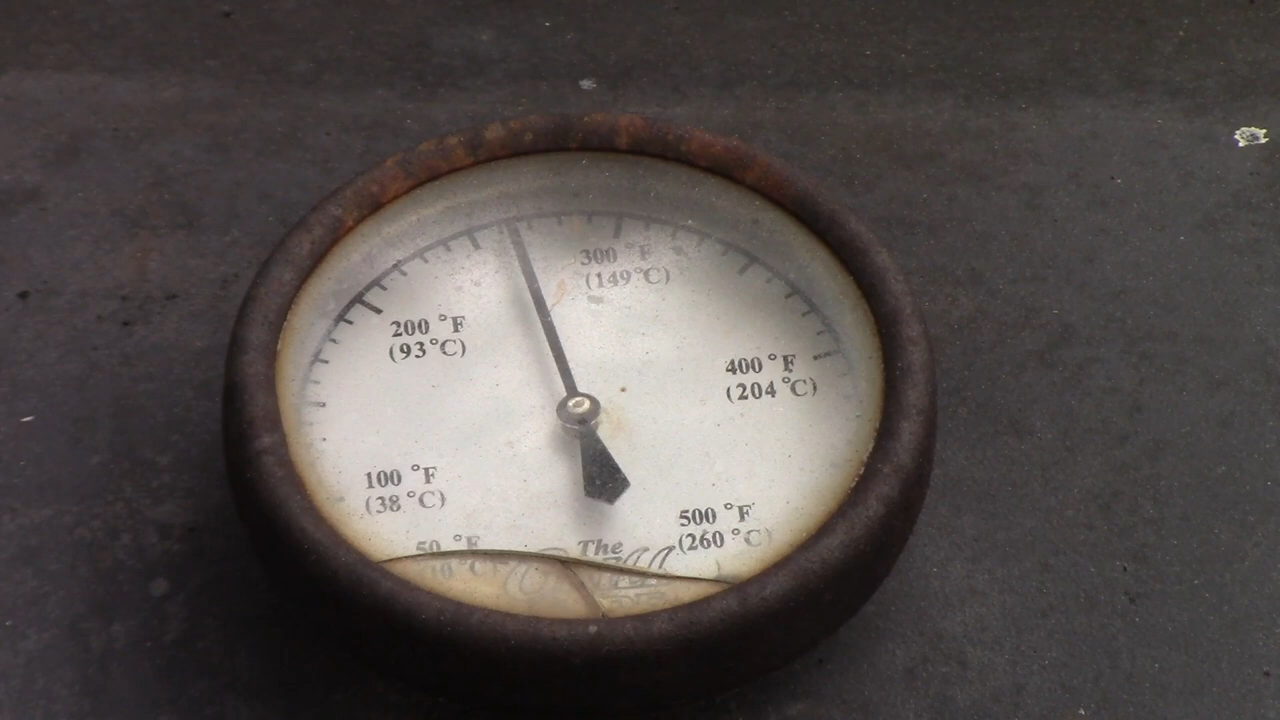 300 °F
(149°C)
200 °F
(93°C)
400°F
(204°C)
100 °F
(38°C)
500 °F
(260°C)
50 °F
The